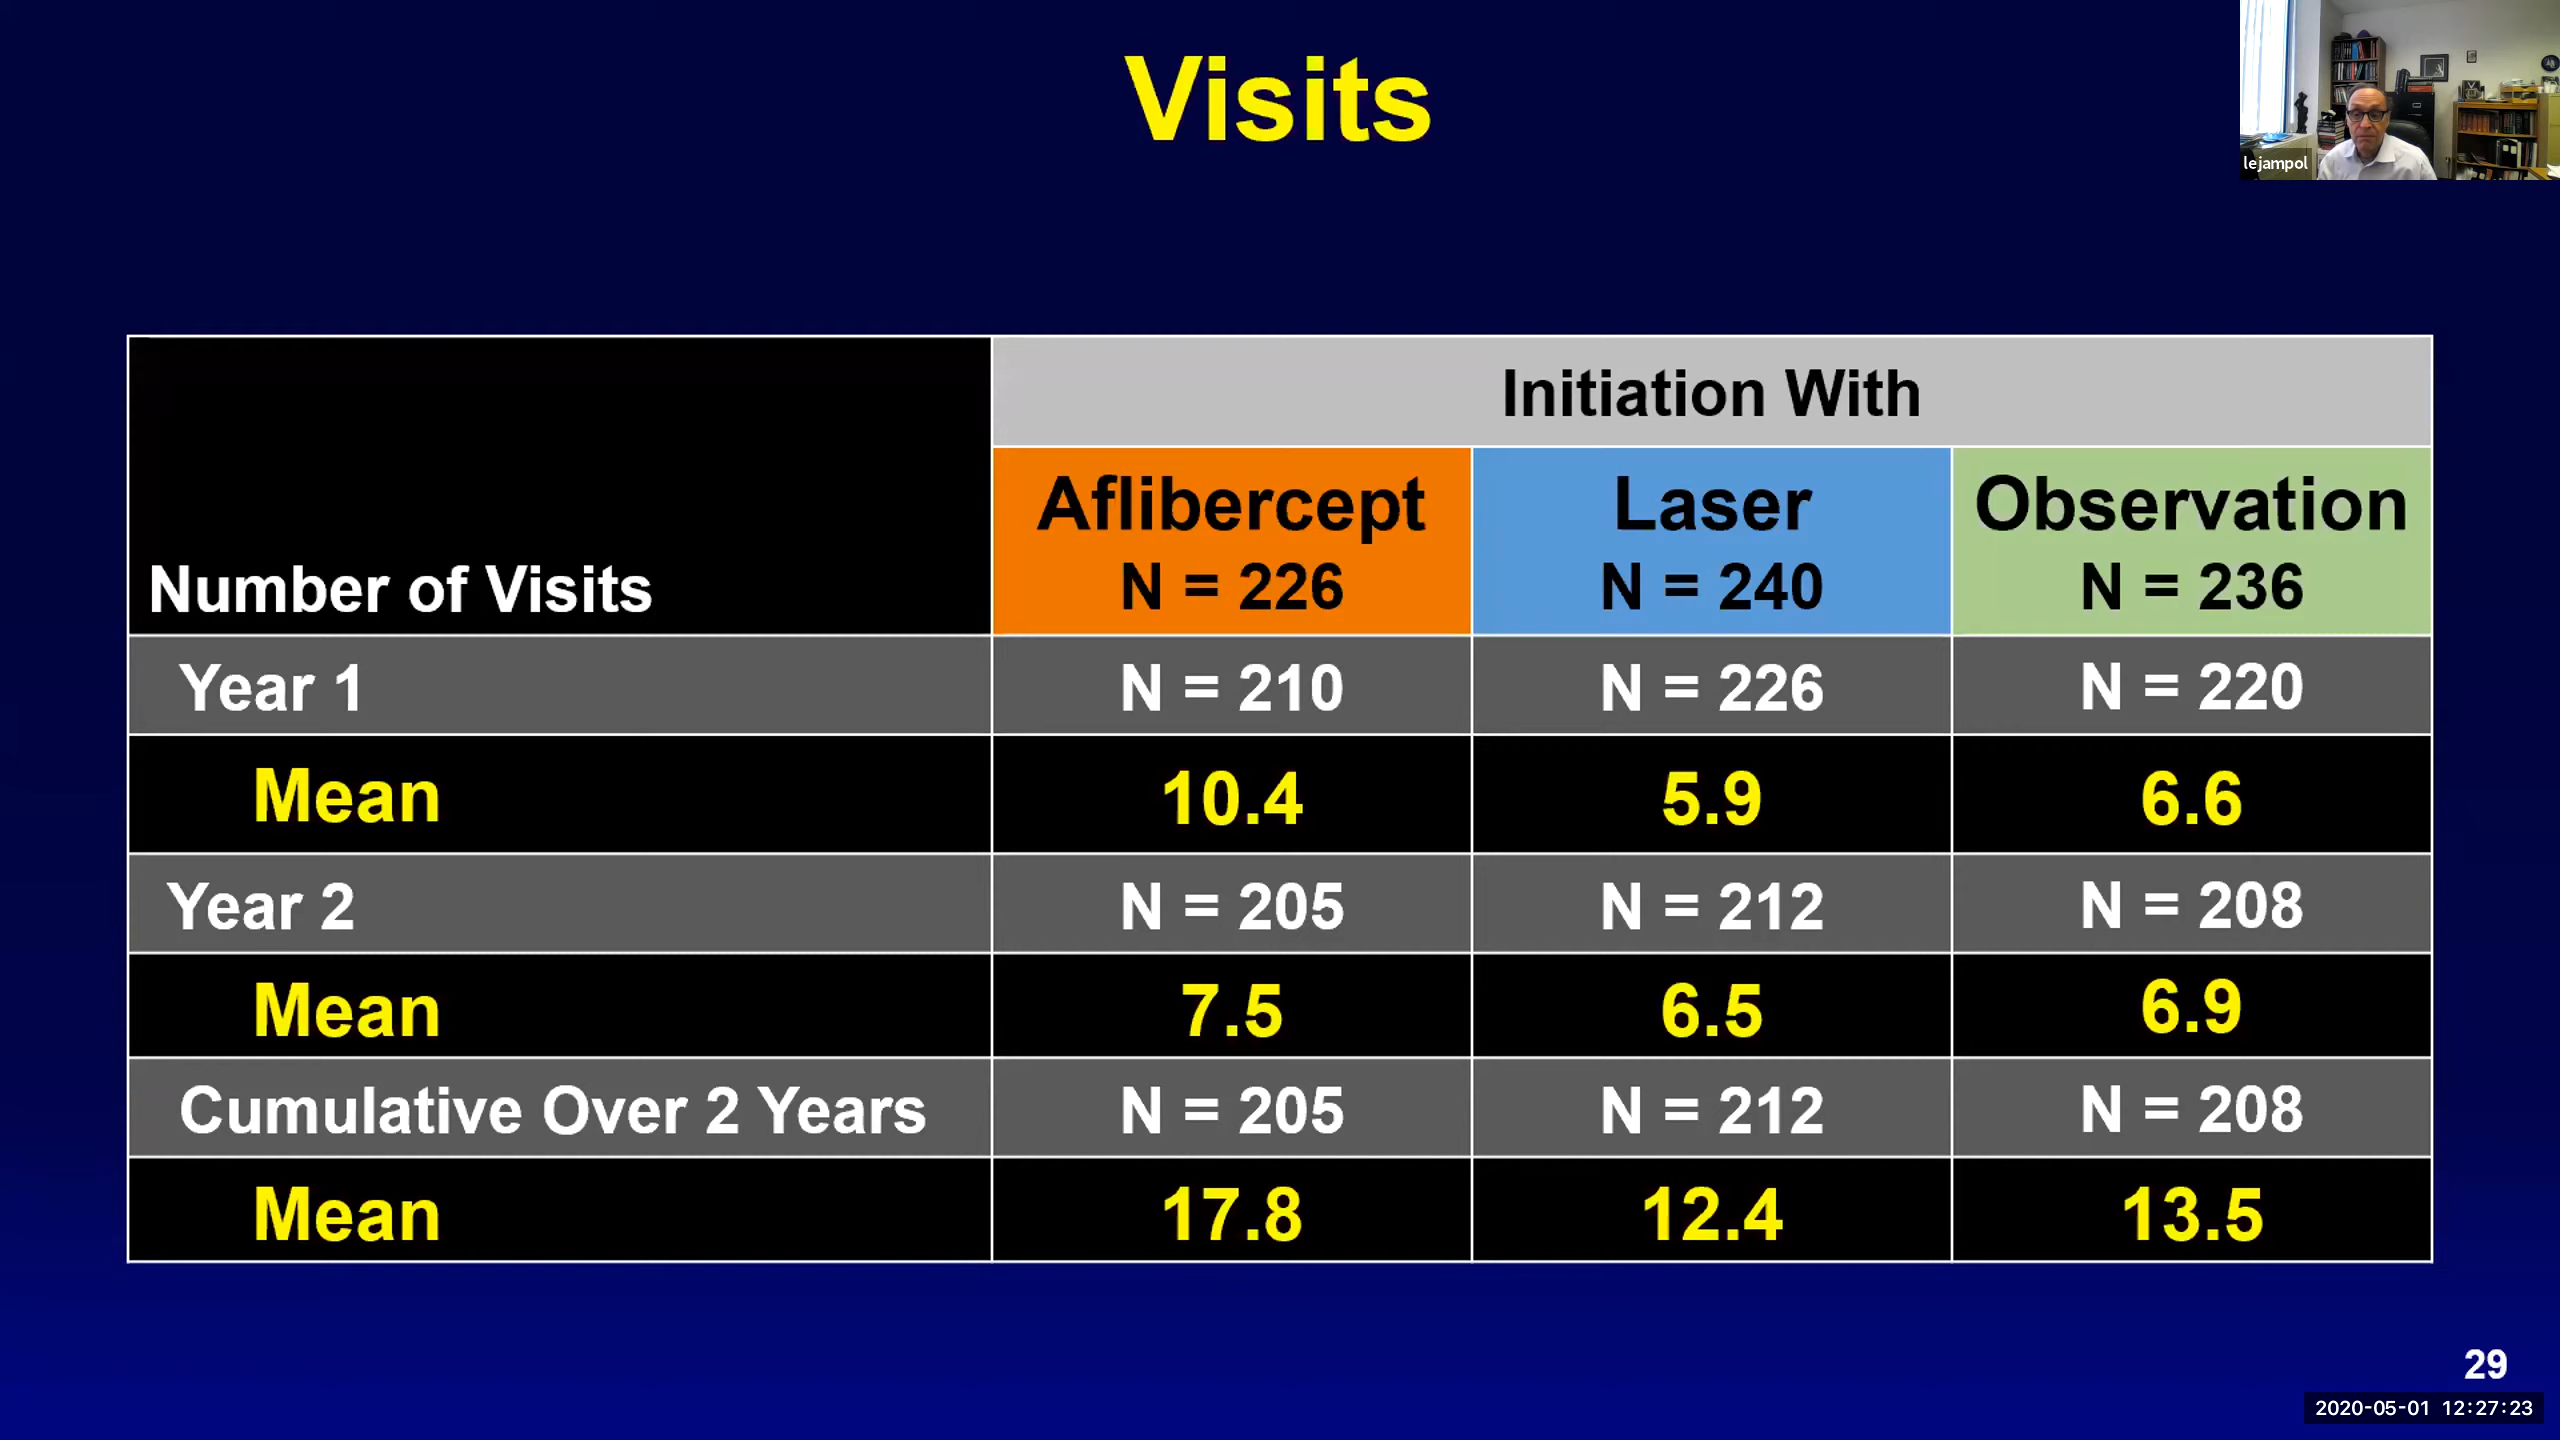 Visits
lejampol
Initiation With
Number of Visits
Aflibercept
N = 226
Laser
N = 240
Observation
N = 236
Year 1 N = 210 N = 226 N = 220
Mean 10.4 5.9 6.6
Year 2 N = 205 N = 212 N = 208
Mean 7.5 6.5 6.9
Cumulative Over 2 Years N = 205 N = 212 N = 208
Mean 17.8 12.4 13.5
29
2020-05-01 12:27:23